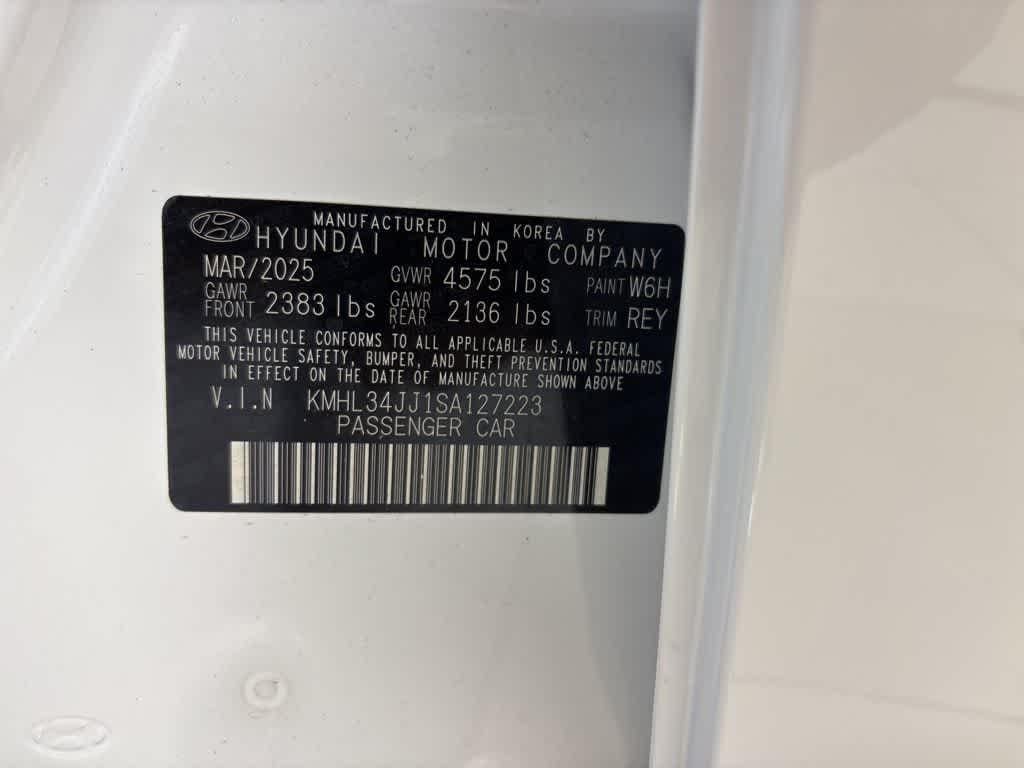 MANUFACTURED IN KOREA BY
HYUNDAI MOTOR COMPANY
MAR/2025 GVWR 4575 lbs PAINT W6H
GAWR FRONT 2383 lbs GAWR REAR 2136 lbs TRIM REY
THIS VEHICLE CONFORMS TO ALL APPLICABLE U.S.A. FEDERAL
MOTOR VEHICLE SAFETY, BUMPER, AND THEFT PREVENTION STANDARDS
IN EFFECT ON THE DATE OF MANUFACTURE SHOWN ABOVE
V.I.N KMHL34JJ1SA127223
PASSENGER CAR